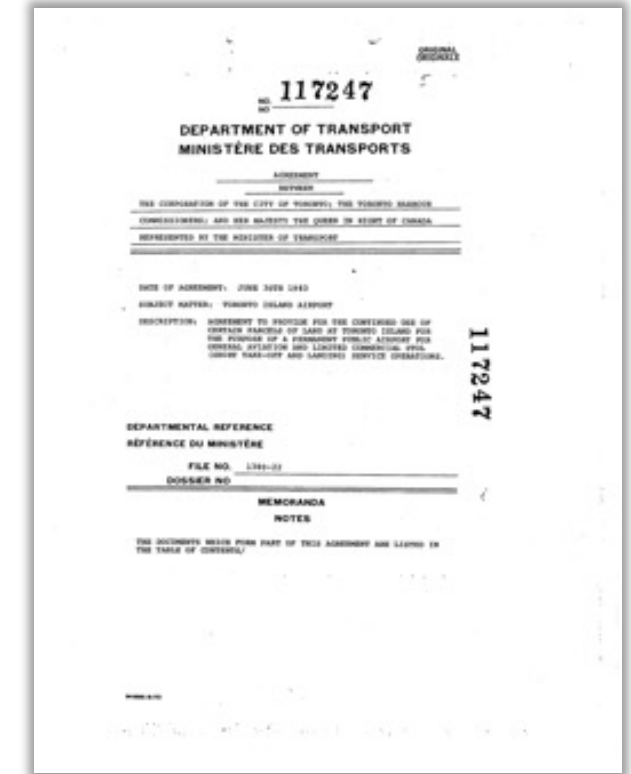 ORIGINAL
ORIGINALE
NO. 117247
NO
DEPARTMENT OF TRANSPORT
MINISTÈRE DES TRANSPORTS
AGREEMENT
BETWEEN
THE CORPORATION OF THE CITY OF TORONTO; THE TORONTO HARBOUR
COMMISSIONERS; AND HER MAJESTY THE QUEEN IN RIGHT OF CANADA
REPRESENTED BY THE MINISTER OF TRANSPORT
DATE OF AGREEMENT: JUNE 30TH 1983
SUBJECT MATTER: TORONTO ISLAND AIRPORT
DESCRIPTION: AGREEMENT TO PROVIDE FOR THE CONTINUED USE OF
CERTAIN PARCELS OF LAND AT TORONTO ISLAND FOR
THE PURPOSE OF A PERMANENT PUBLIC AIRPORT FOR
GENERAL AVIATION AND LIMITED COMMERCIAL STOL
(SHORT TAKE-OFF AND LANDING) SERVICE OPERATIONS.
117247
DEPARTMENTAL REFERENCE
RÉFÉRENCE DU MINISTÈRE
FILE NO.
DOSSIER NO
MEMORANDA
NOTES
THE DOCUMENTS WHICH FORM PART OF THIS AGREEMENT ARE LISTED IN
THE TABLE OF CONTENTS/